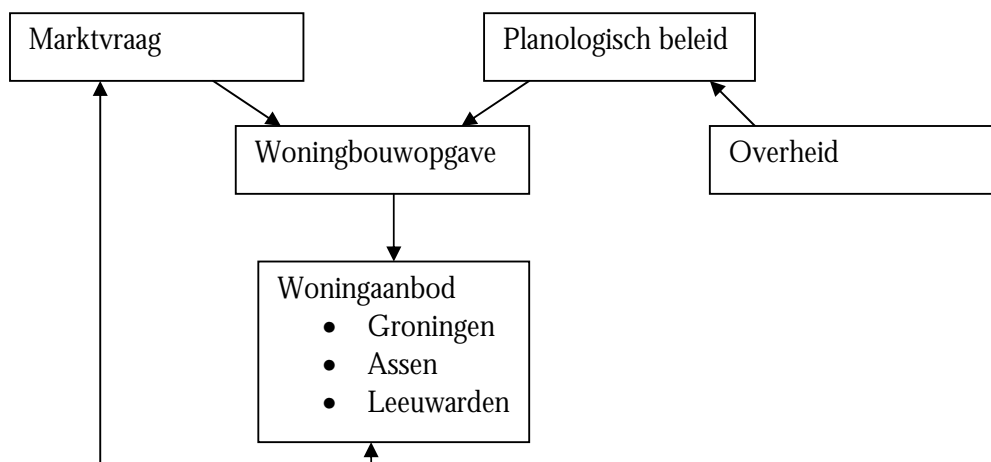 Marktvraag
Planologisch beleid
Woningbouwopgave
Overheid
Woningaanbod
• Groningen
• Assen
• Leeuwarden